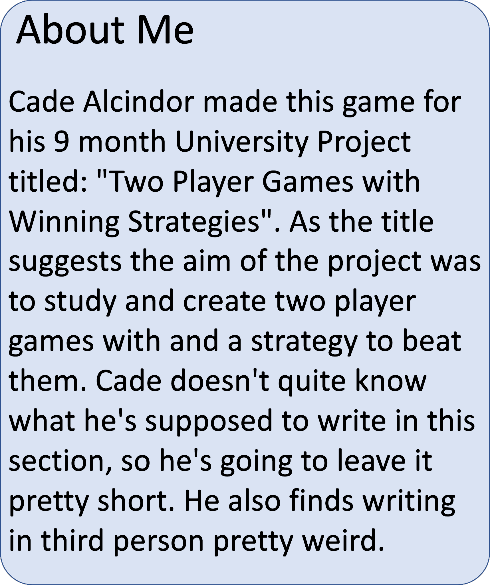 About Me
Cade Alcindor made this game for
his 9 month University Project
titled: "Two Player Games with
Winning Strategies". As the title
suggests the aim of the project was
to study and create two player
games with and a strategy to beat
them. Cade doesn't quite know
what he's supposed to write in this
section, so he's going to leave it
pretty short. He also finds writing
in third person pretty weird.